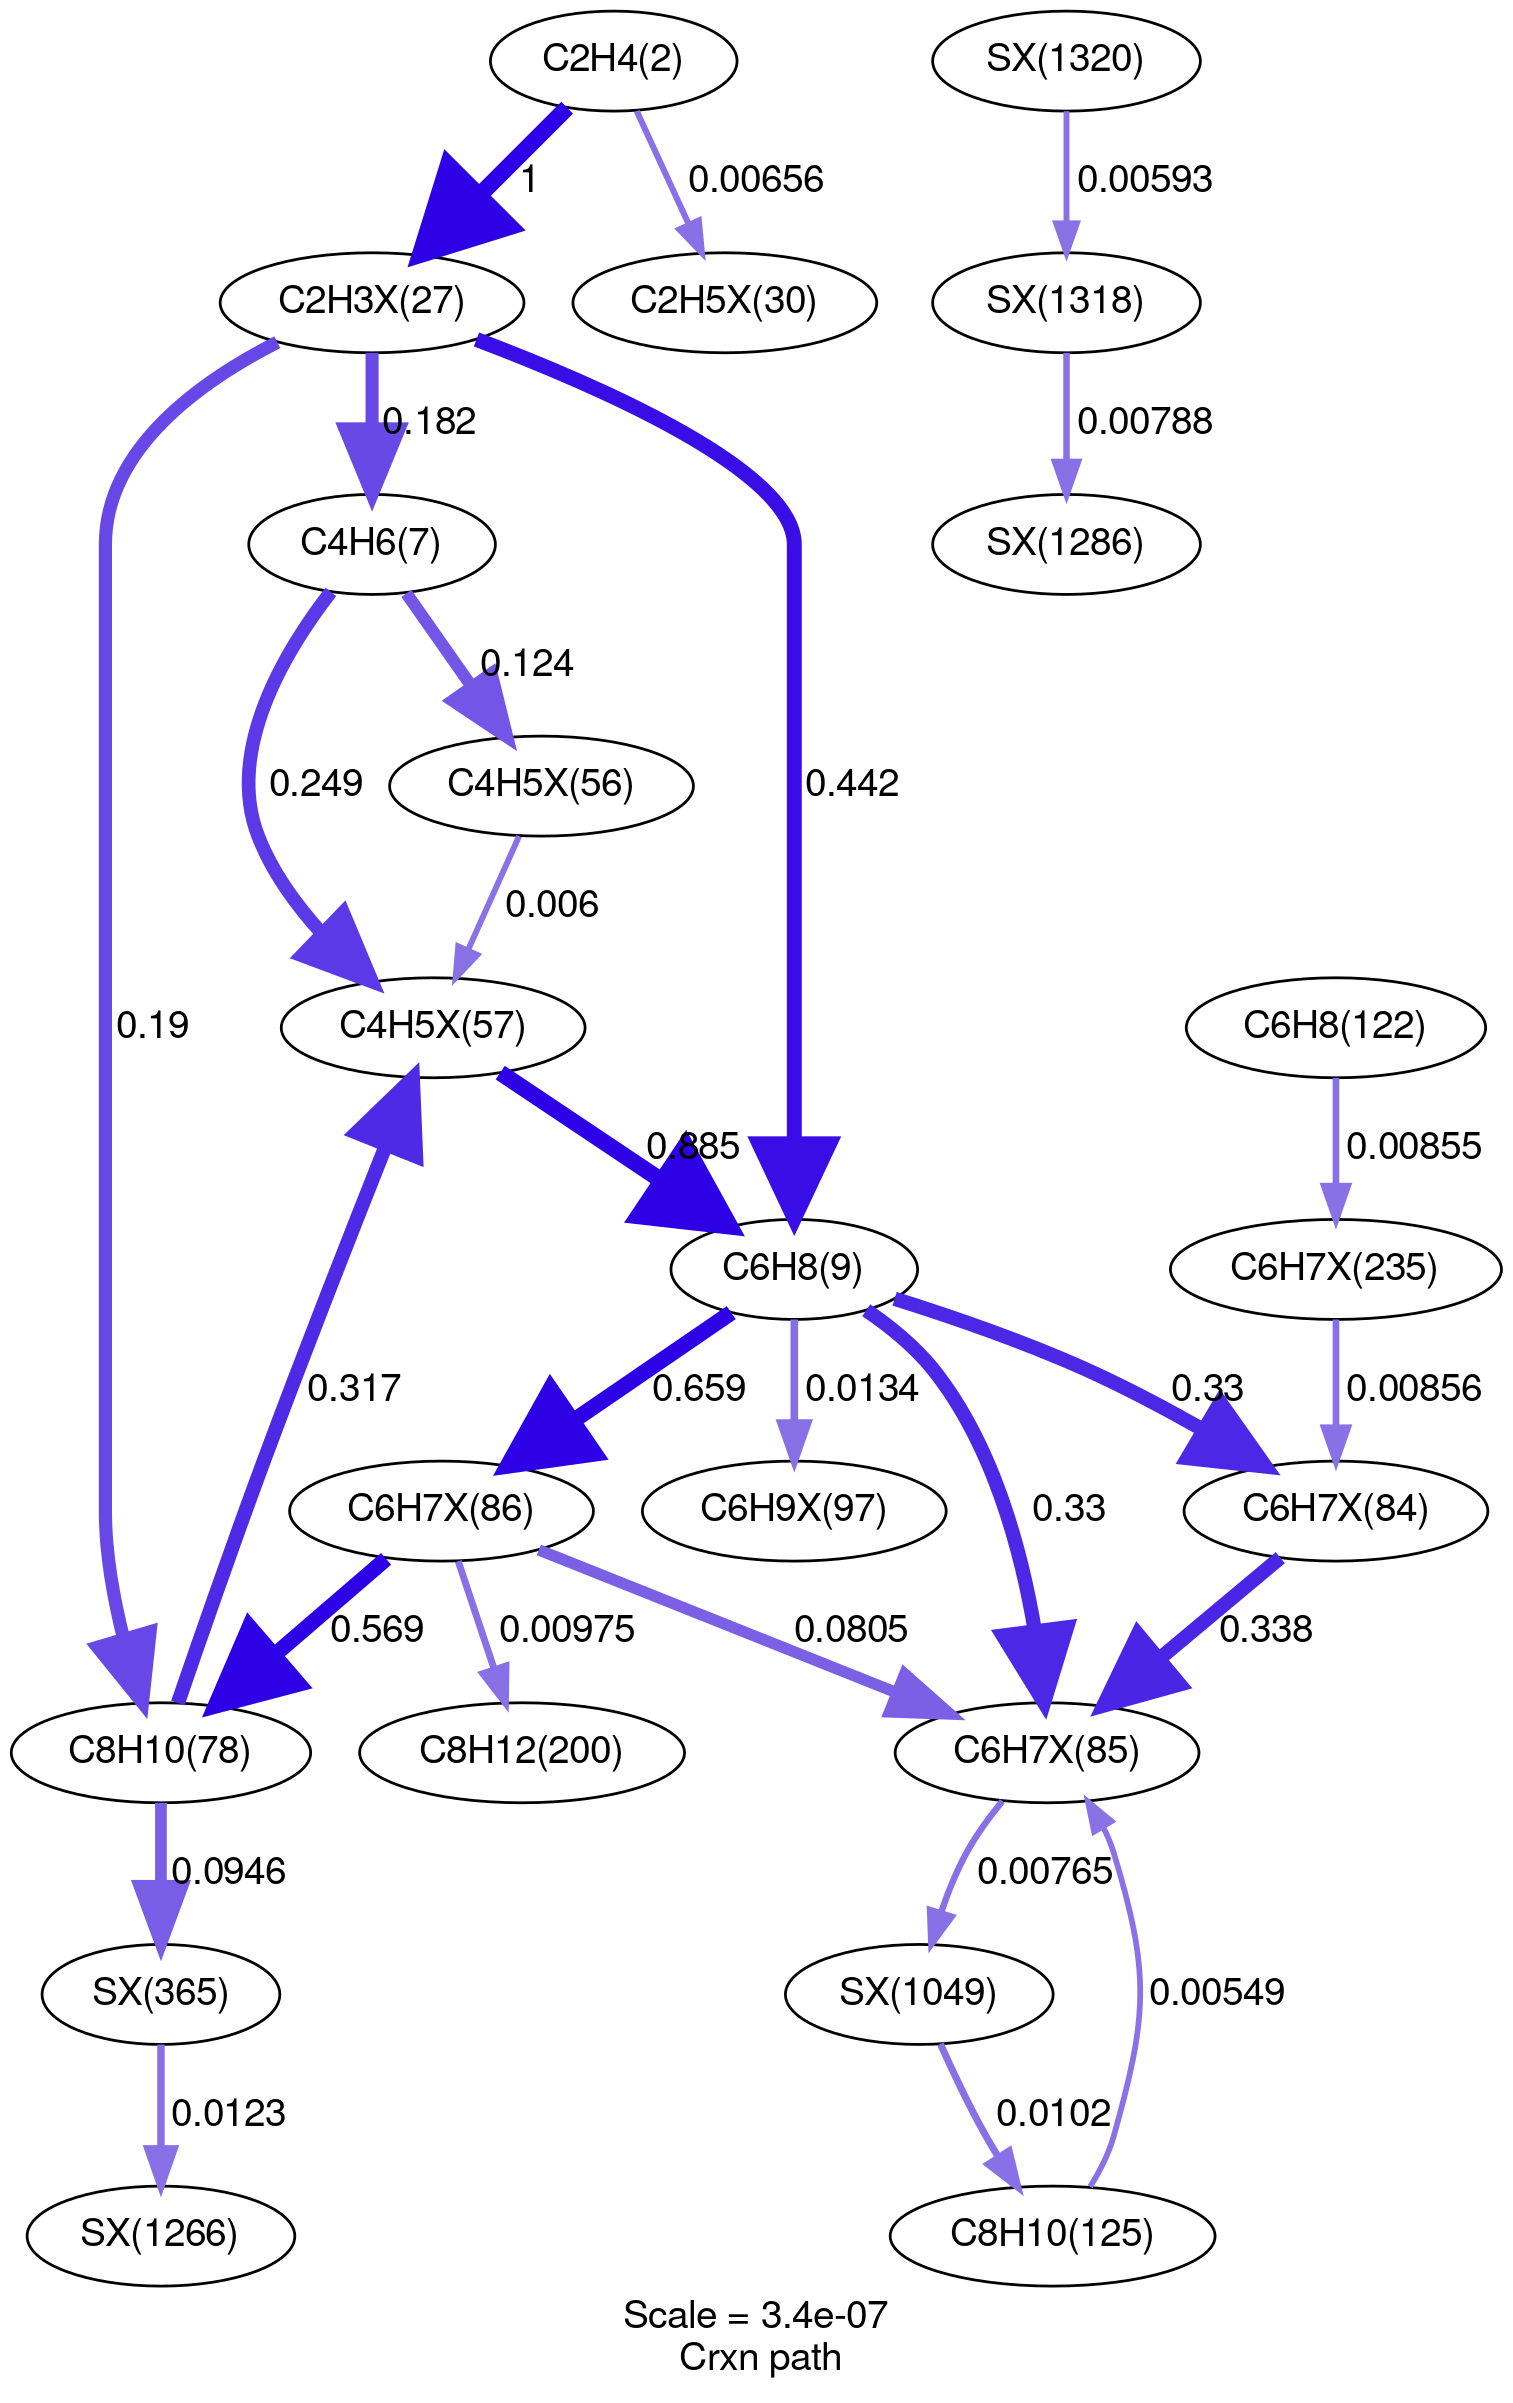 C2H4(2)
SX(1320)
1
0.00656
0.00593
C2H3X(27)
C2H5X(30)
SX(1318)
0.182
0.00788
C4H6(7)
SX(1286)
0.124
0.249
C4H5X(56)
0.442
0.006
0.19
C4H5X(57)
C6H8(122)
0.885
0.00855
C6H8(9)
C6H7X(235)
0.317
0.659
0.0134
0.33
0.00856
0.33
C6H7X(86)
C6H9X(97)
C6H7X(84)
0.569
0.00975
0.0805
0.338
C8H10(78)
C8H12(200)
C6H7X(85)
0.0946
0.00765
SX(365)
SX(1049)
0.00549
0.0123
0.0102
SX(1266)
C8H10(125)
Scale = 3.4e-07
Crxn path